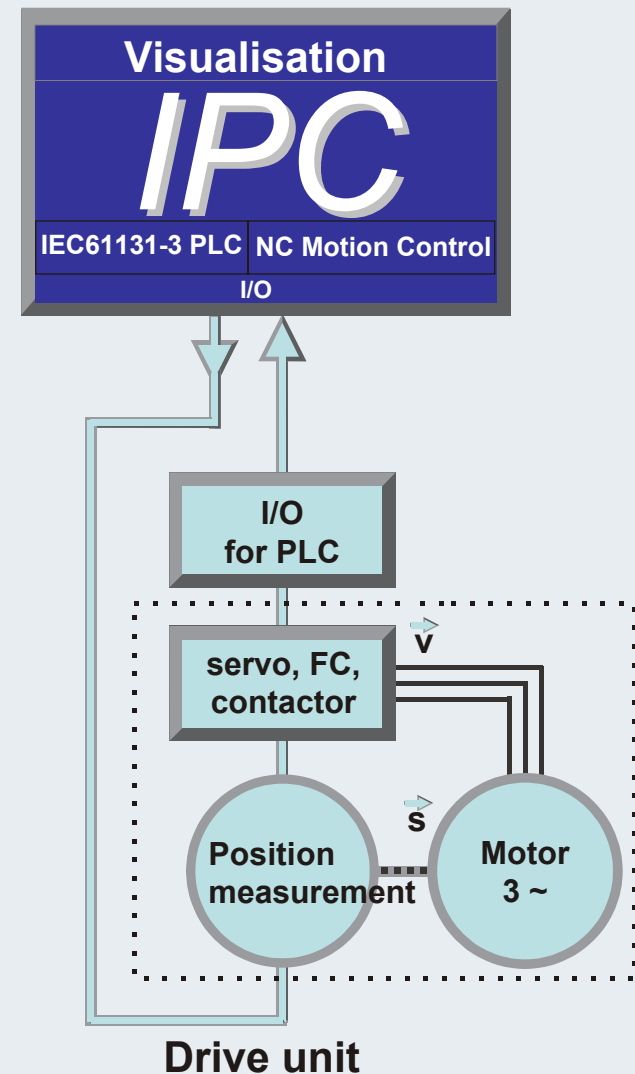 Visualisation
IPC
IEC61131-3 PLC
NC Motion Control
I/O
I/O
for PLC
v
servo, FC,
contactor
s
Position
measurement
Motor
3 ~
Drive unit